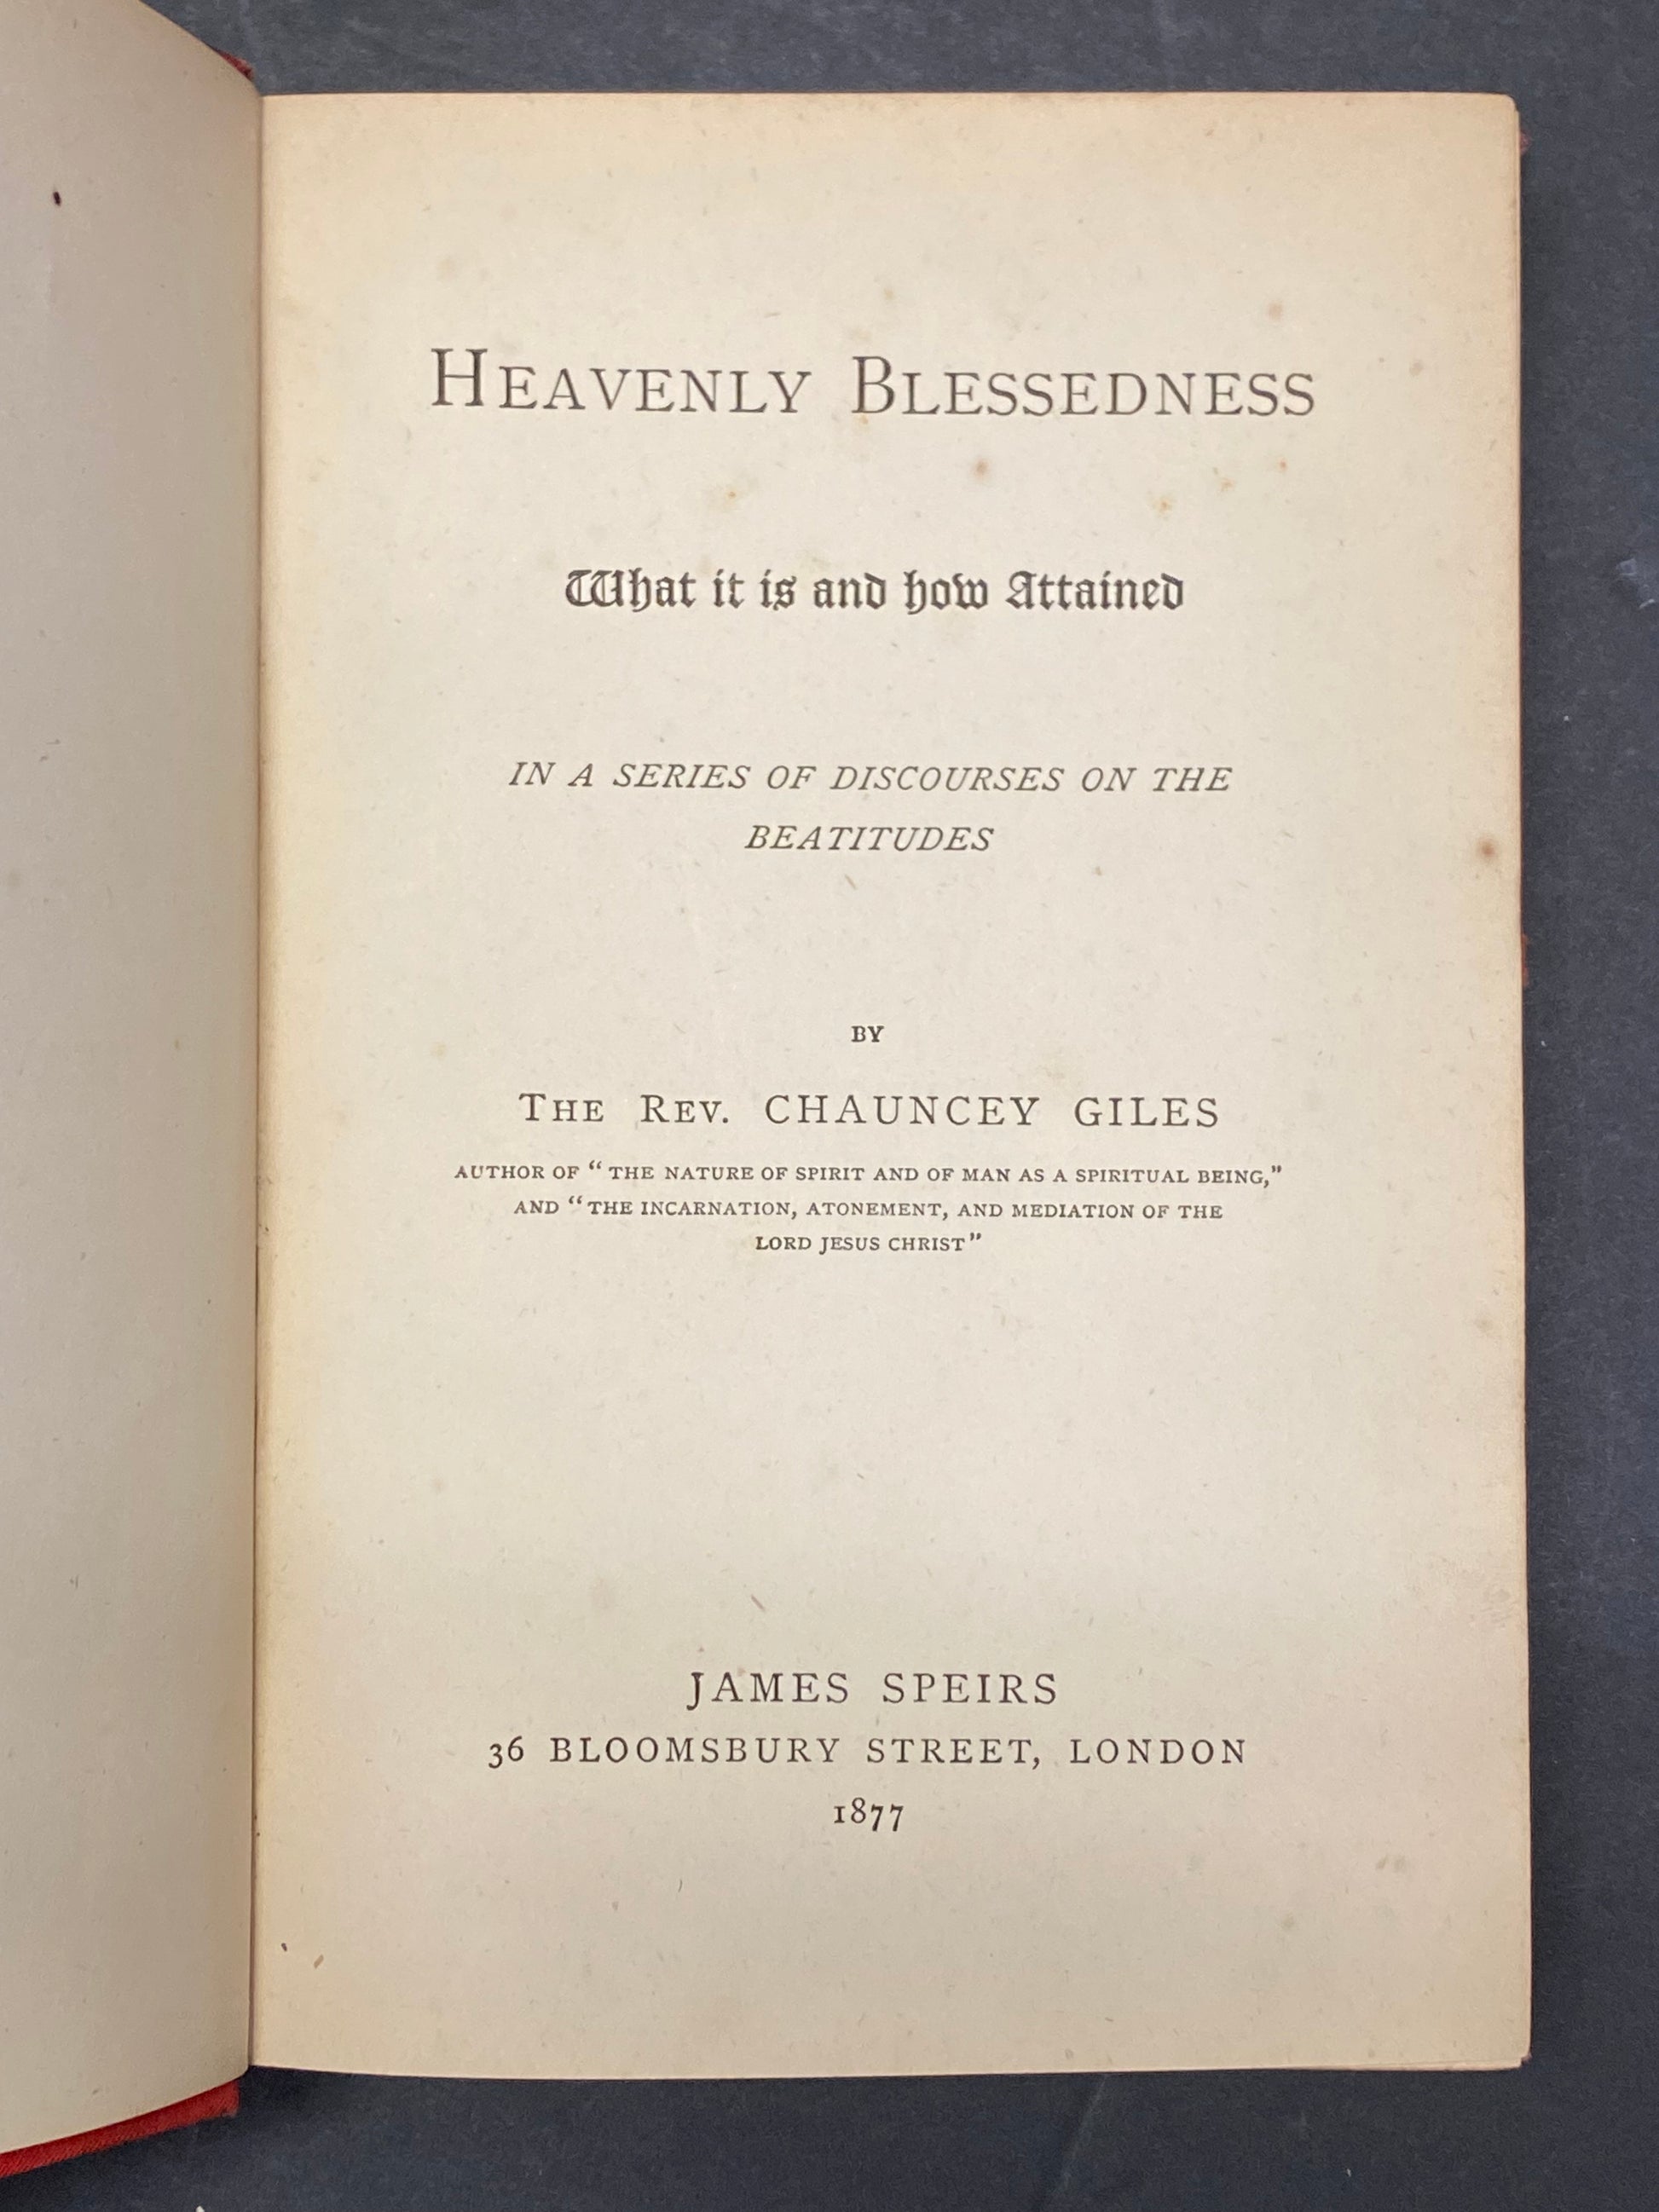 HEAVENLY BLESSEDNESS
What it is and how Attained
IN A SERIES OF DISCOURSES ON THE
BEATITUDES
BY
THE REV. CHAUNCEY GILES
AUTHOR OF “THE NATURE OF SPIRIT AND OF MAN AS A SPIRITUAL BEING,”
AND “THE INCARNATION, ATONEMENT, AND MEDIATION OF THE
LORD JESUS CHRIST”
JAMES SPEIRS
36 BLOOMSBURY STREET, LONDON
1877